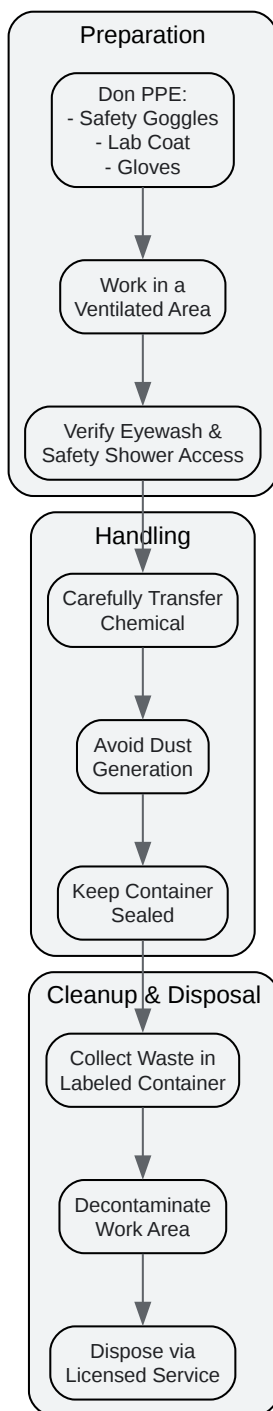 Preparation
Don PPE:
- Safety Goggles
- Lab Coat
- Gloves
Work in a
Ventilated Area
Verify Eyewash &
Safety Shower Access
Handling
Carefully Transfer
Chemical
Avoid Dust
Generation
Keep Container
Sealed
Cleanup & Disposal
Collect Waste in
Labeled Container
Decontaminate
Work Area
Dispose via
Licensed Service